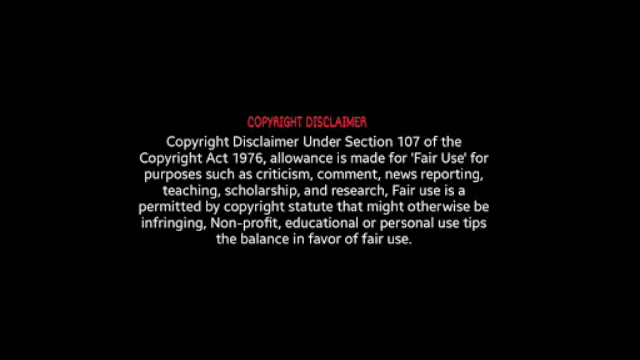 COPYRIGHT DISCLAIMER
Copyright Disclaimer Under Section 107 of the
Copyright Act 1976, allowance is made for 'Fair Use' for
purposes such as criticism, comment, news reporting,
teaching, scholarship, and research, Fair use is a
permitted by copyright statute that might otherwise be
infringing, Non-profit, educational or personal use tips
the balance in favor of fair use.